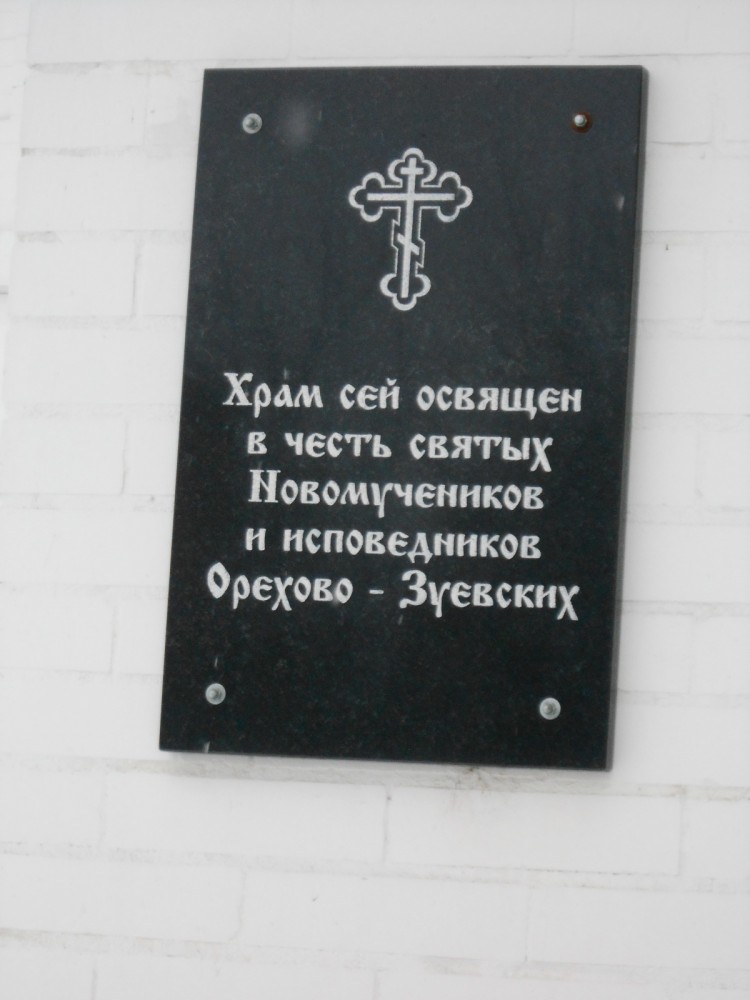 Храм сей освящен
в честь святых
Новомучеников
и исповедников
Орехово - Зуевских